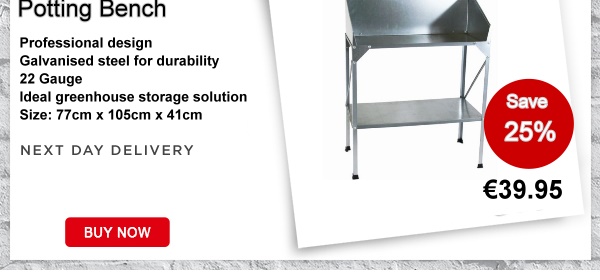 Potting Bench
Professional design
Galvanised steel for durability
22 Gauge
Ideal greenhouse storage solution
Size: 77cm x 105cm x 41cm
NEXT DAY DELIVERY
Save
25%
€39.95
BUY NOW